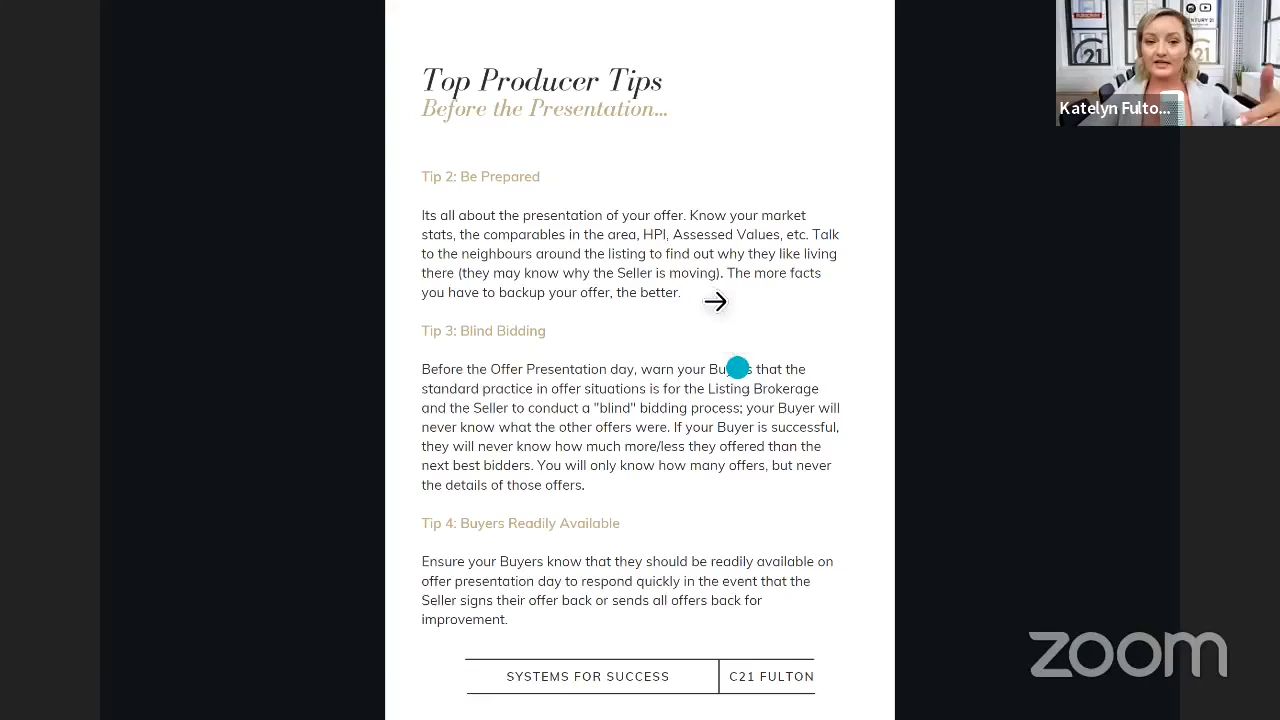 Top Producer Tips
Before the Presentation...
Tip 2: Be Prepared
Its all about the presentation of your offer. Know your market
stats, the comparables in the area, HPI, Assessed Values, etc. Talk
to the neighbours around the listing to find out why they like living
there (they may know why the Seller is moving). The more facts
you have to backup your offer, the better.
Tip 3: Blind Bidding
Before the Offer Presentation day, warn your that the
standard practice in offer situations is for the Listing Brokerage
and the Seller to conduct a "blind" bidding process; your Buyer will
never know what the other offers were. If your Buyer is successful,
they will never know how much more/less they offered than the
next best bidders. You will only know how many offers, but never
the details of those offers.
Tip 4: Buyers Readily Available
Ensure your Buyers know that they should be readily available on
offer presentation day to respond quickly in the event that the
Seller signs their offer back or sends all offers back for
improvement.
SYSTEMS FOR SUCCESS
C21 FULTON
Katelyn Fulto...
21
zoom